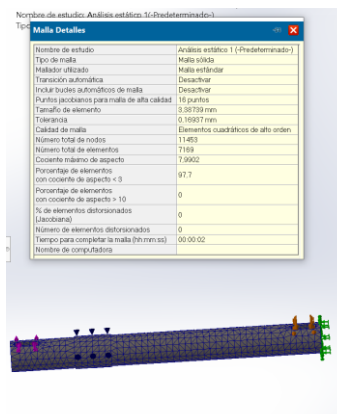 Nombre de estudio: Análisis estático 1(-Predeterminado-)
Malla Detalles
Nombre de estudio Análisis estático 1 (-Predeterminado-)
Tipo de malla Malla sólida
Mallador utilizado Malla estándar
Transición automática Desactivar
Incluir bucles automáticos de malla Desactivar
Puntos jacobianos para malla de alta calidad 16 puntos
Tamaño de elemento 3,38739 mm
Tolerancia 0,16937 mm
Calidad de malla Elementos cuadráticos de alto orden
Número total de nodos 11453
Número total de elementos 7169
Cociente máximo de aspecto 7,9902
Porcentaje de elementos
con cociente de aspecto < 3 97.7
Porcentaje de elementos
con cociente de aspecto > 10 0
% de elementos distorsionados
(Jacobiana) 0
Número de elementos distorsionados 0
Tiempo para completar la malla (hh:mm:ss) 00:00:02
Nombre de computadora